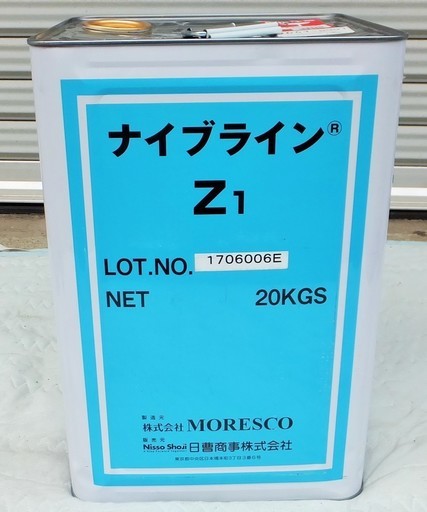 ナイブライン®
Z1
LOT.NO. 1706006E
NET 20KGS
製造元
株式会社 MORESCO
販売元
Nisso Shoji 日曹商事株式会社